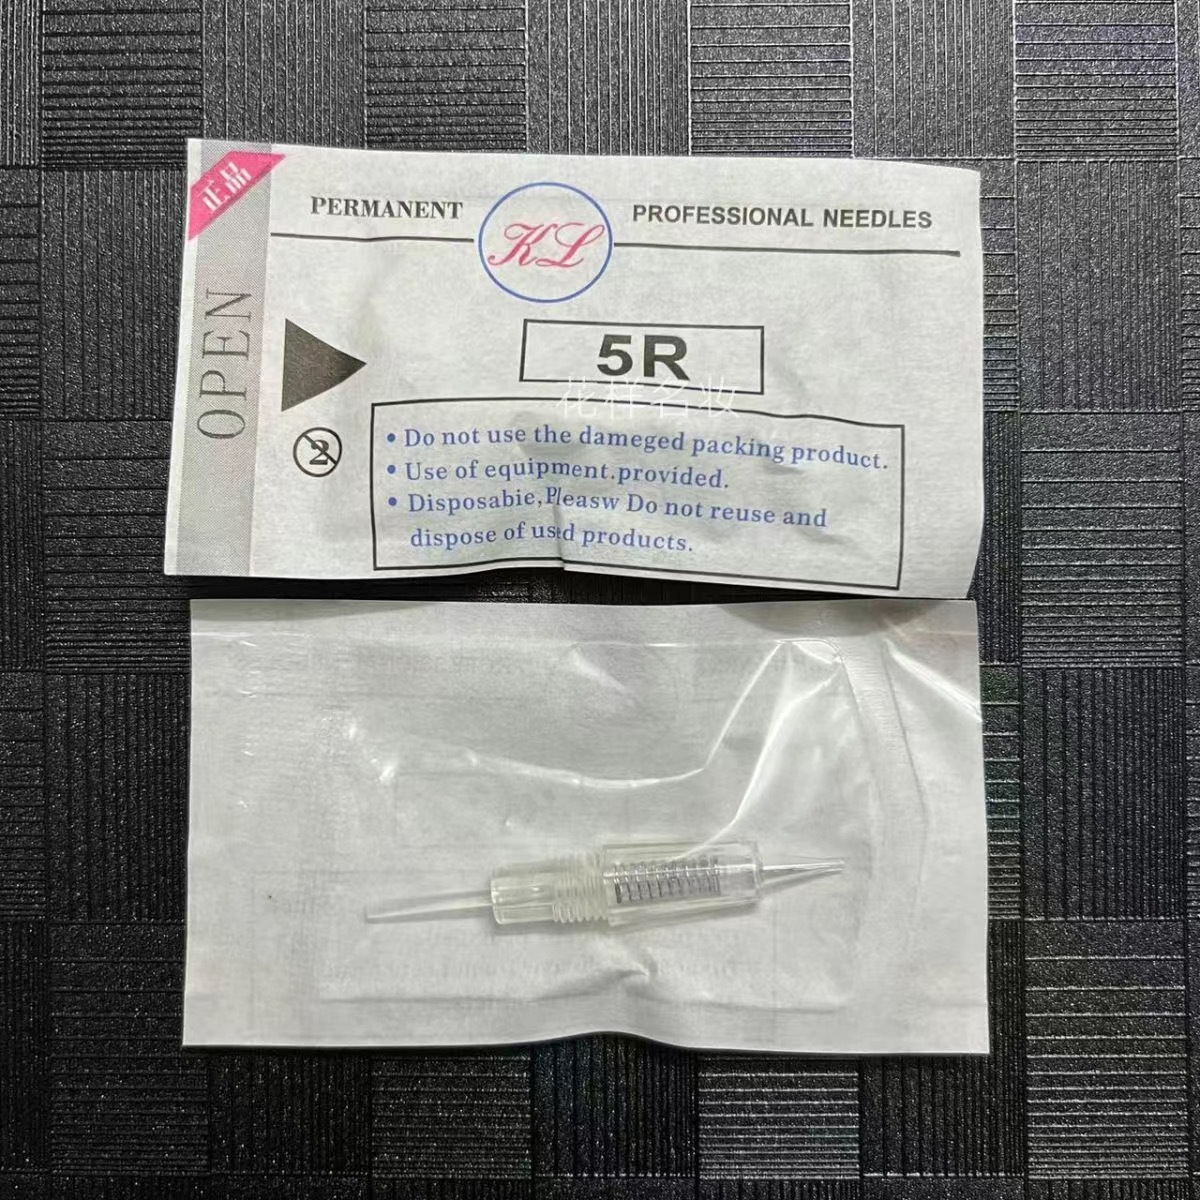 正品
PERMANENT
KL
PROFESSIONAL NEEDLES
OPEN
5R
花样名妆
2
• Do not use the dameged packing product.
• Use of equipment.provided.
• Disposabie,Pleasw Do not reuse and
dispose of used products.